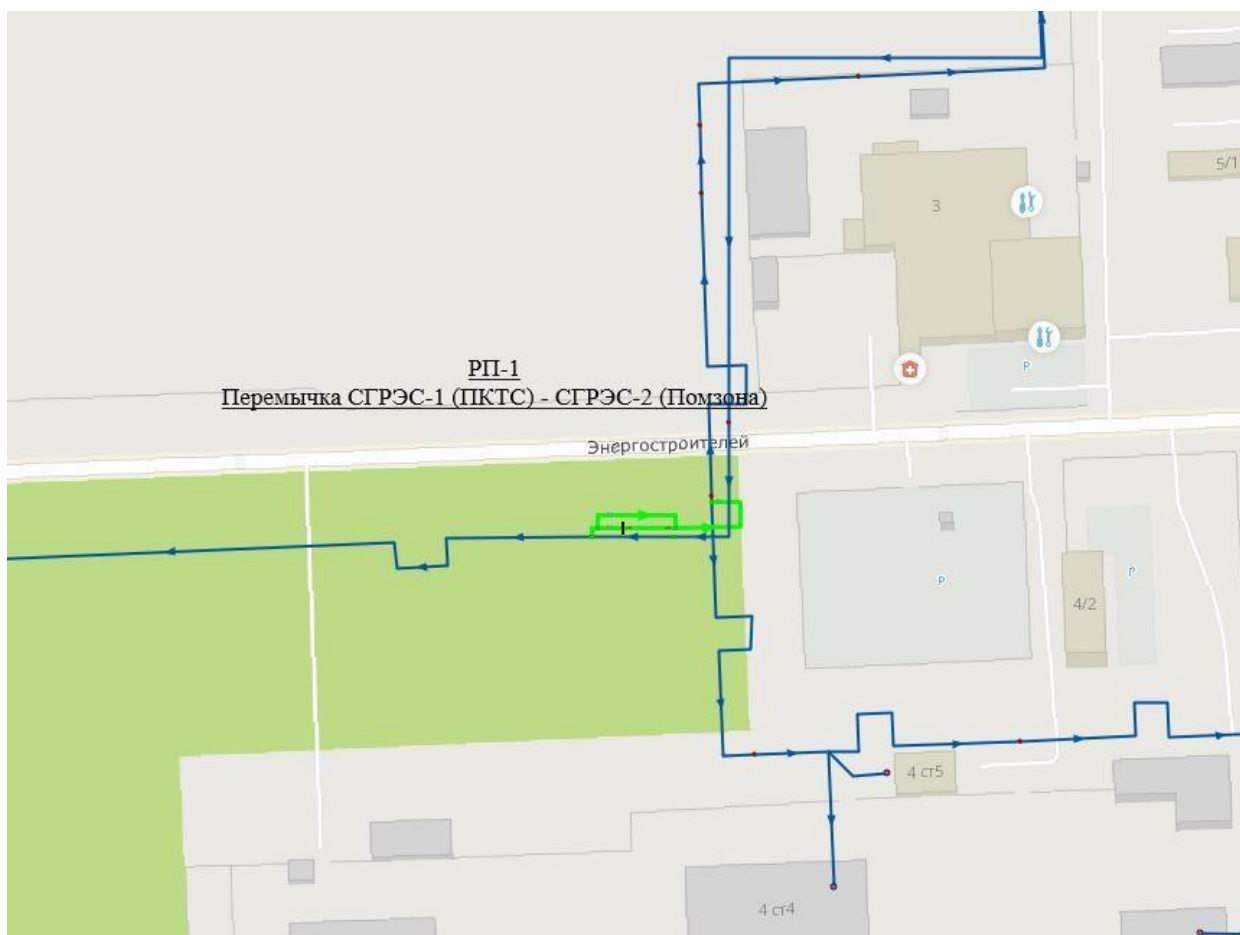 5/1
3
РП-1
Р
Перемычка СГРЭС-1 (ПКТС) - СГРЭС-2 (Помзона)
Энергостроителей
Р
Р
4/2
4 ст5
4 ст4